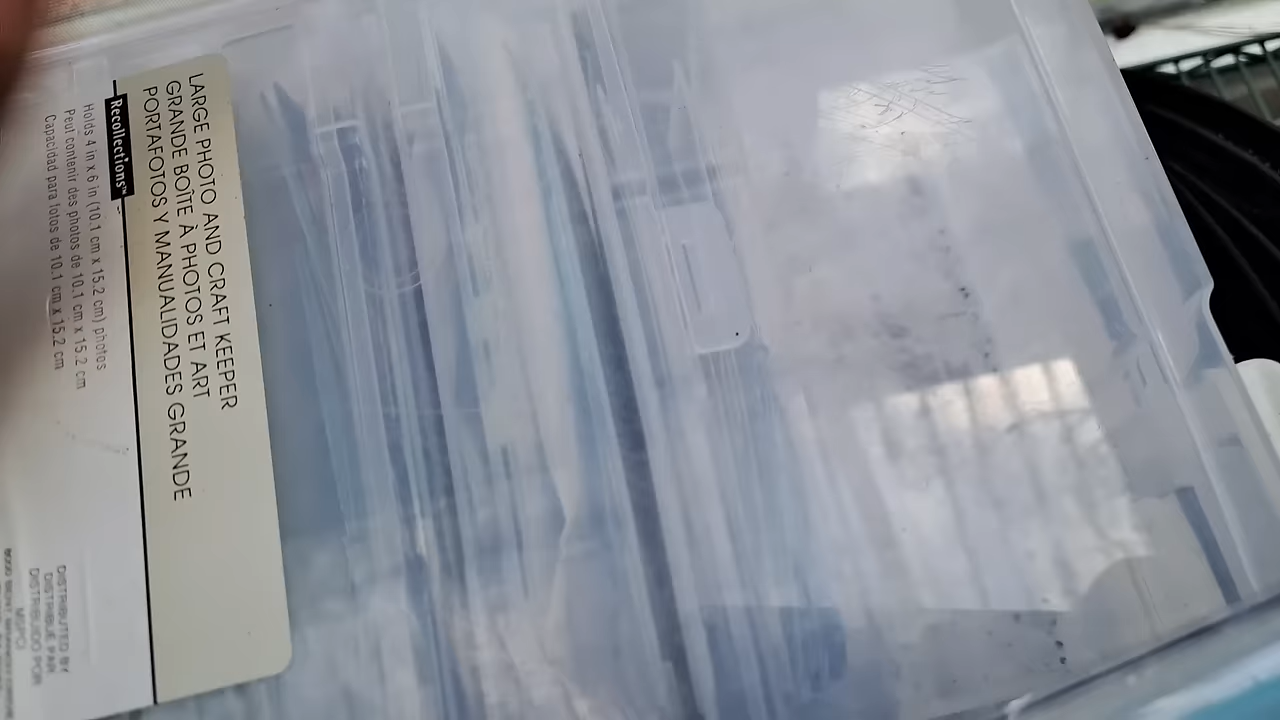 LARGE PHOTO AND CRAFT KEEPER
GRANDE BOÎTE À PHOTOS ET ART
PORTAFOTOS Y MANUALIDADES GRANDE
Recollections™
Holds 4 in x 6 in (10.1 cm x 15.2 cm) photos
Peut contenir des photos de 10.1 cm x 15.2 cm
Capacidad para fotos de 10.1 cm x 15.2 cm
DISTRIBUTED BY
DISTRIBUÉ PAR
DISTRIBUIDO POR
MSPCI